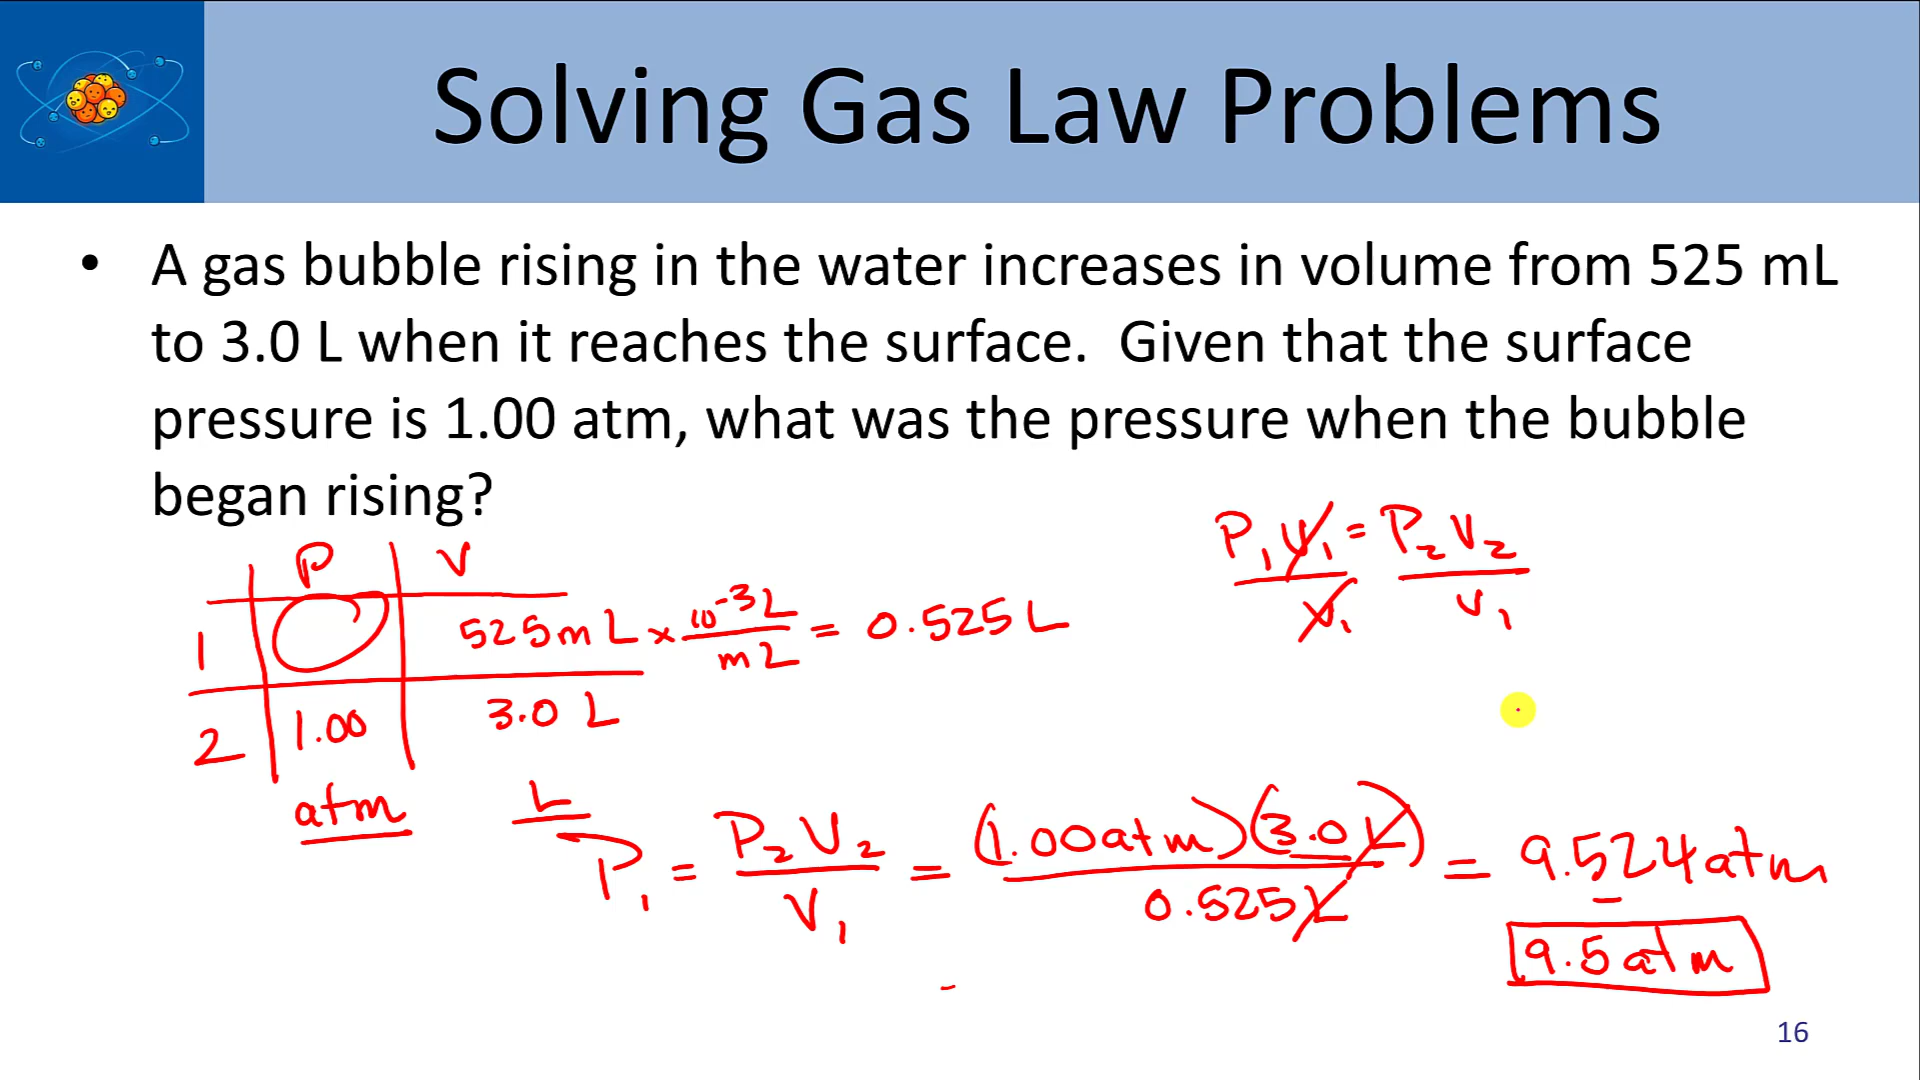 Solving Gas Law Problems
• A gas bubble rising in the water increases in volume from 525 mL
to 3.0 L when it reaches the surface. Given that the surface
pressure is 1.00 atm, what was the pressure when the bubble
began rising?
P₁V₁ = P₂V₂
V₁ V₁
P V
1 525 mL × 10⁻³L / mL = 0.525 L
2 1.00 3.0 L
atm L
P₁ = P₂V₂ / V₁ = (1.00 atm)(3.0 L) / 0.525 L = 9.524 atm
9.5 atm
16